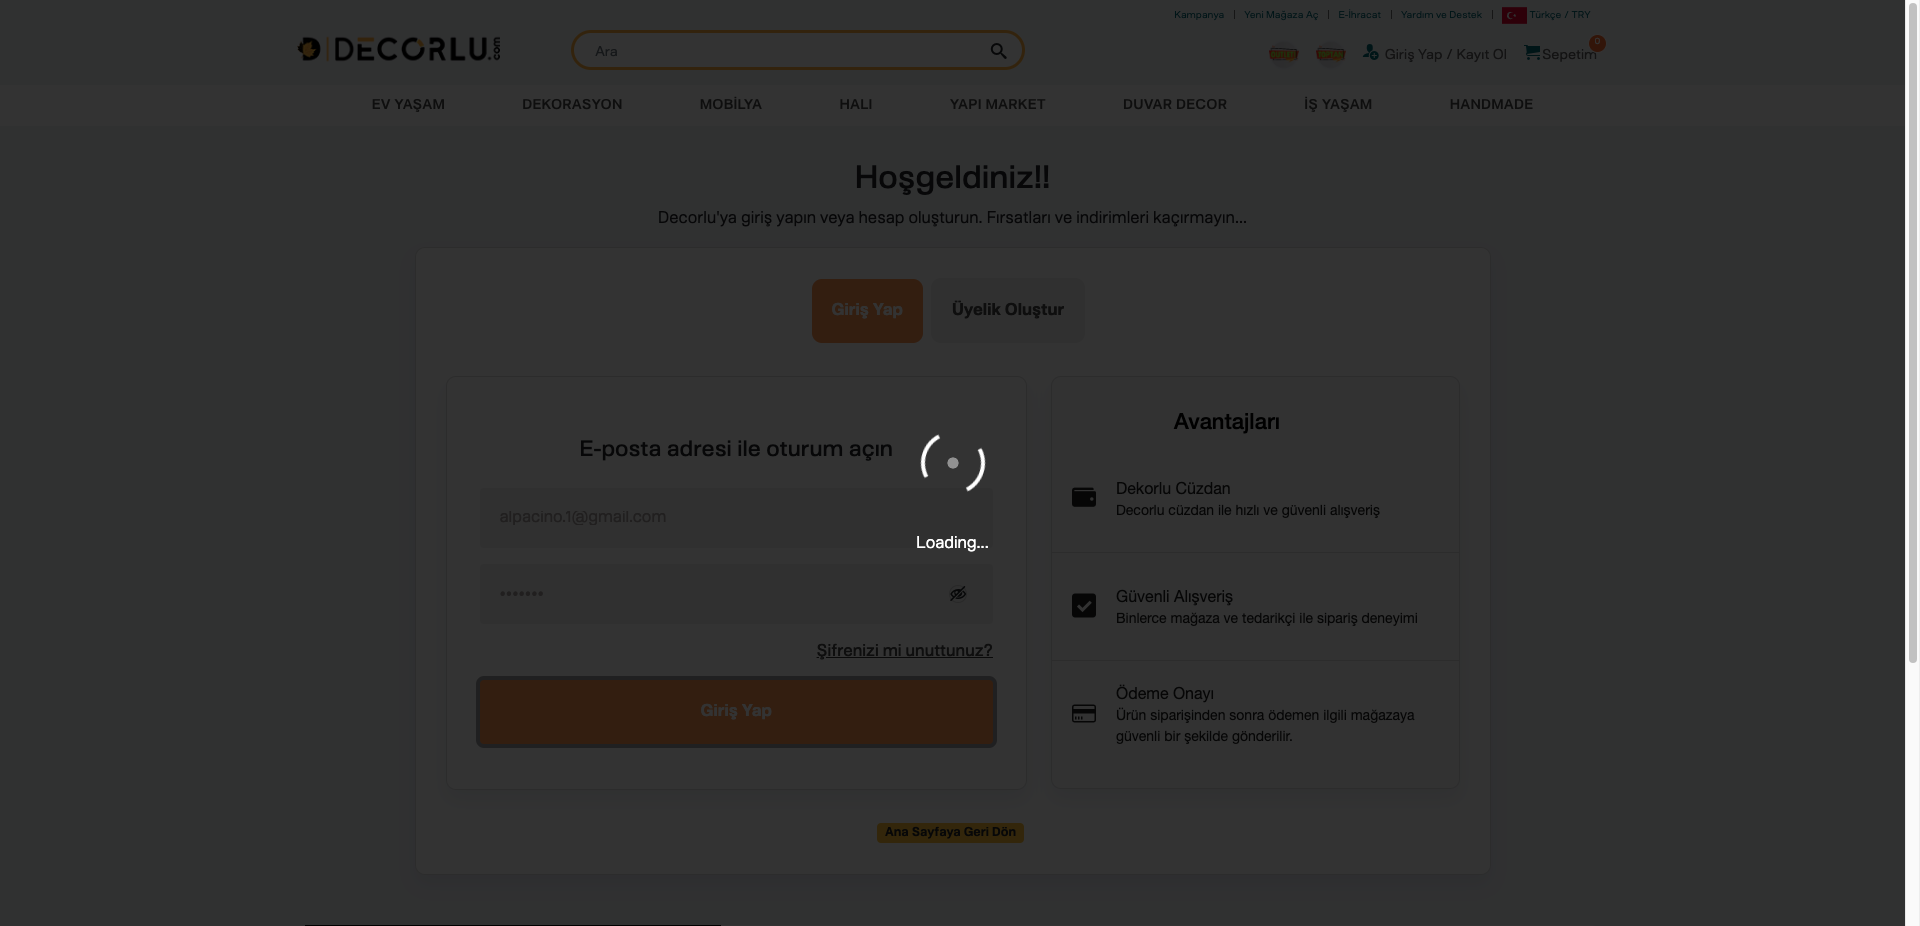 Kampanya | Yeni Mağaza Aç | E-İhracat | Yardım ve Destek | Türkçe / TRY
DECORLU.com
Ara
Giriş Yap / Kayıt Ol
Sepetim
0
EV YAŞAM
DEKORASYON
MOBİLYA
HALI
YAPI MARKET
DUVAR DECOR
İŞ YAŞAM
HANDMADE
Hoşgeldiniz!!
Decorlu'ya giriş yapın veya hesap oluşturun. Fırsatları ve indirimleri kaçırmayın...
Giriş Yap
Üyelik Oluştur
E-posta adresi ile oturum açın
alpacino.1@gmail.com
•••••••
Şifrenizi mi unuttunuz?
Giriş Yap
Loading...
Avantajları
Dekorlu Cüzdan
Decorlu cüzdan ile hızlı ve güvenli alışveriş
Güvenli Alışveriş
Binlerce mağaza ve tedarikçi ile sipariş deneyimi
Ödeme Onayı
Ürün siparişinden sonra ödemen ilgili mağazaya
güvenli bir şekilde gönderilir.
Ana Sayfaya Geri Dön